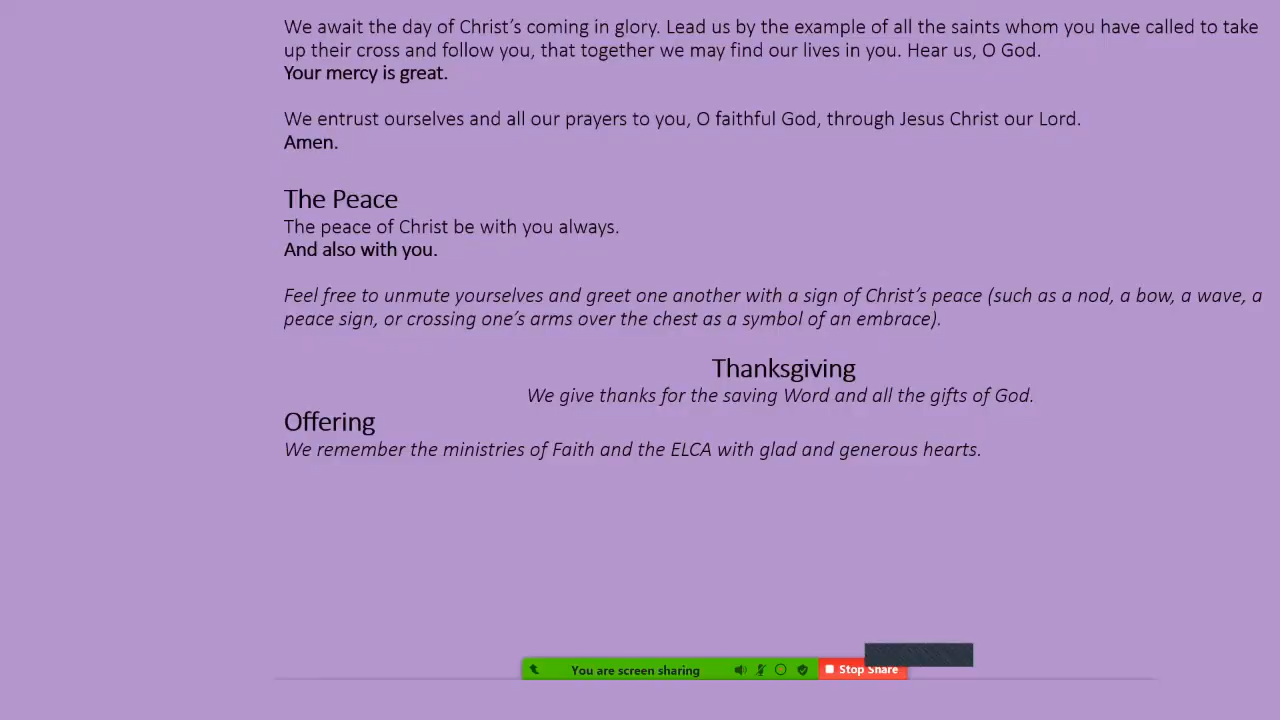 We await the day of Christ’s coming in glory. Lead us by the example of all the saints whom you have called to take
up their cross and follow you, that together we may find our lives in you. Hear us, O God.
Your mercy is great.
We entrust ourselves and all our prayers to you, O faithful God, through Jesus Christ our Lord.
Amen.
The Peace
The peace of Christ be with you always.
And also with you.
Feel free to unmute yourselves and greet one another with a sign of Christ’s peace (such as a nod, a bow, a wave, a
peace sign, or crossing one’s arms over the chest as a symbol of an embrace).
Thanksgiving
We give thanks for the saving Word and all the gifts of God.
Offering
We remember the ministries of Faith and the ELCA with glad and generous hearts.
You are screen sharing
Stop Share